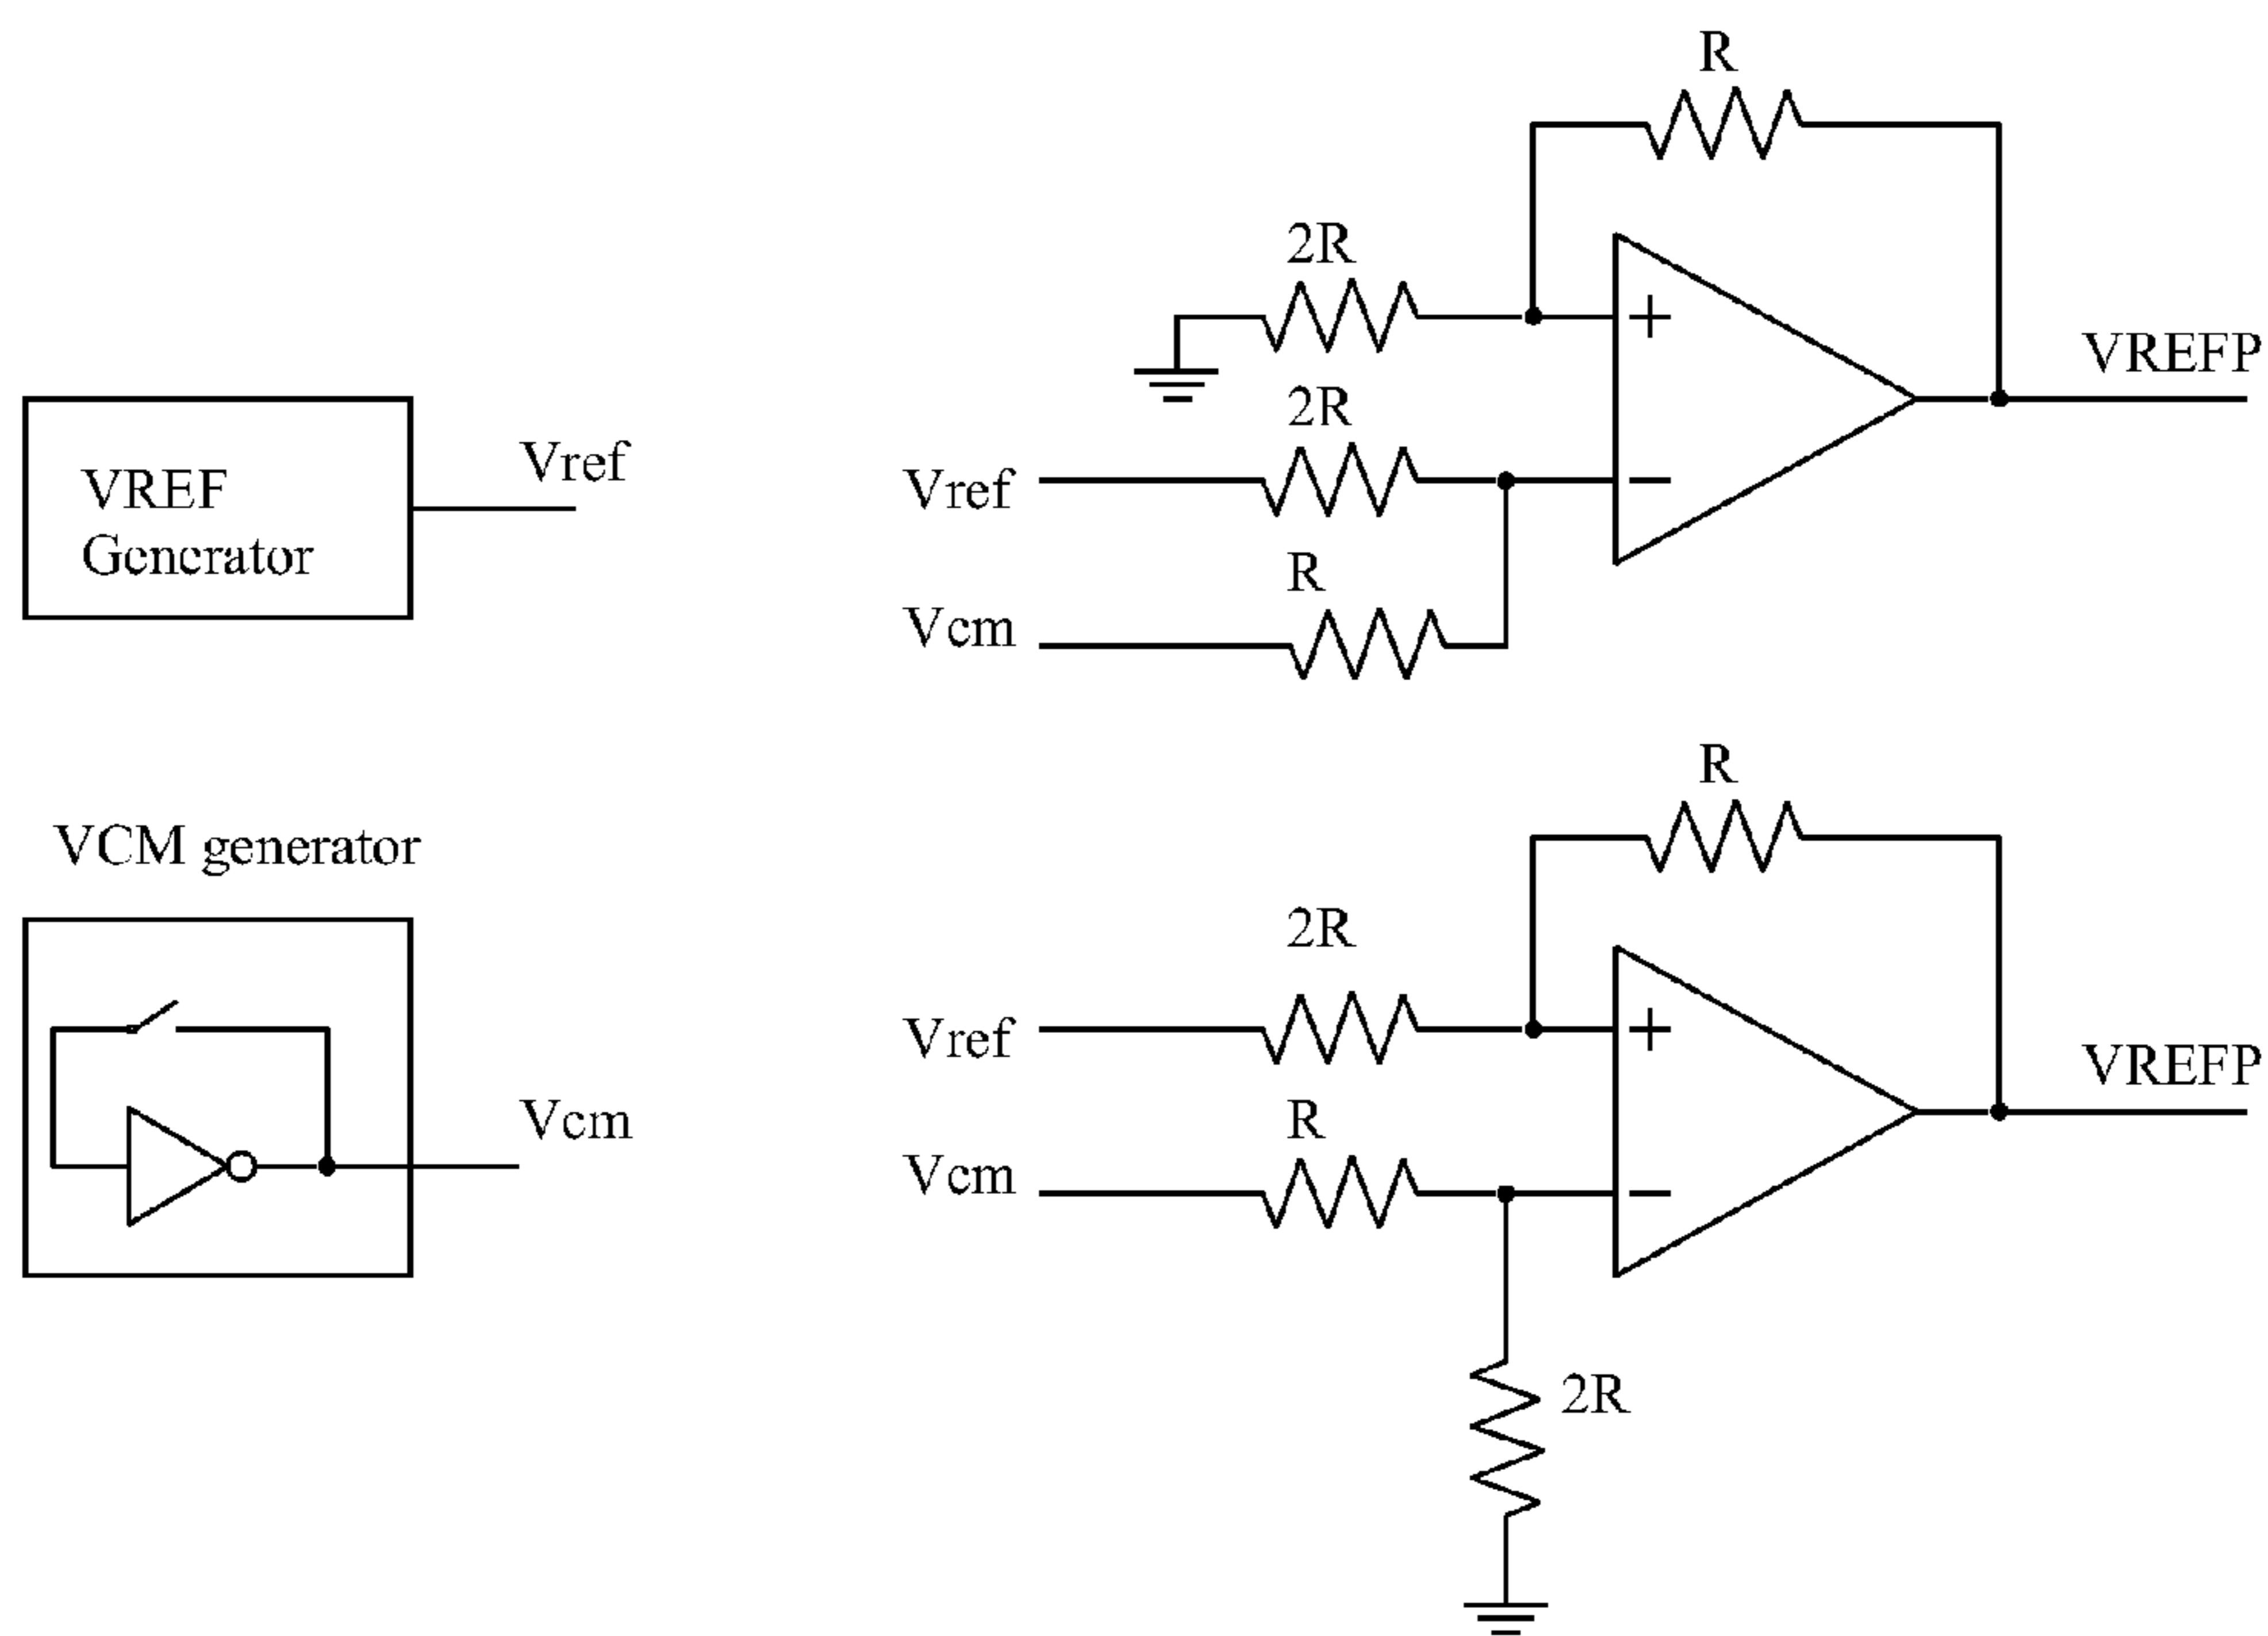 VREF
Generator
Vref
VCM generator
Vcm
R
2R
+
2R
Vref
−
R
Vcm
VREFP
R
2R
Vref
+
R
Vcm
−
VREFP
2R